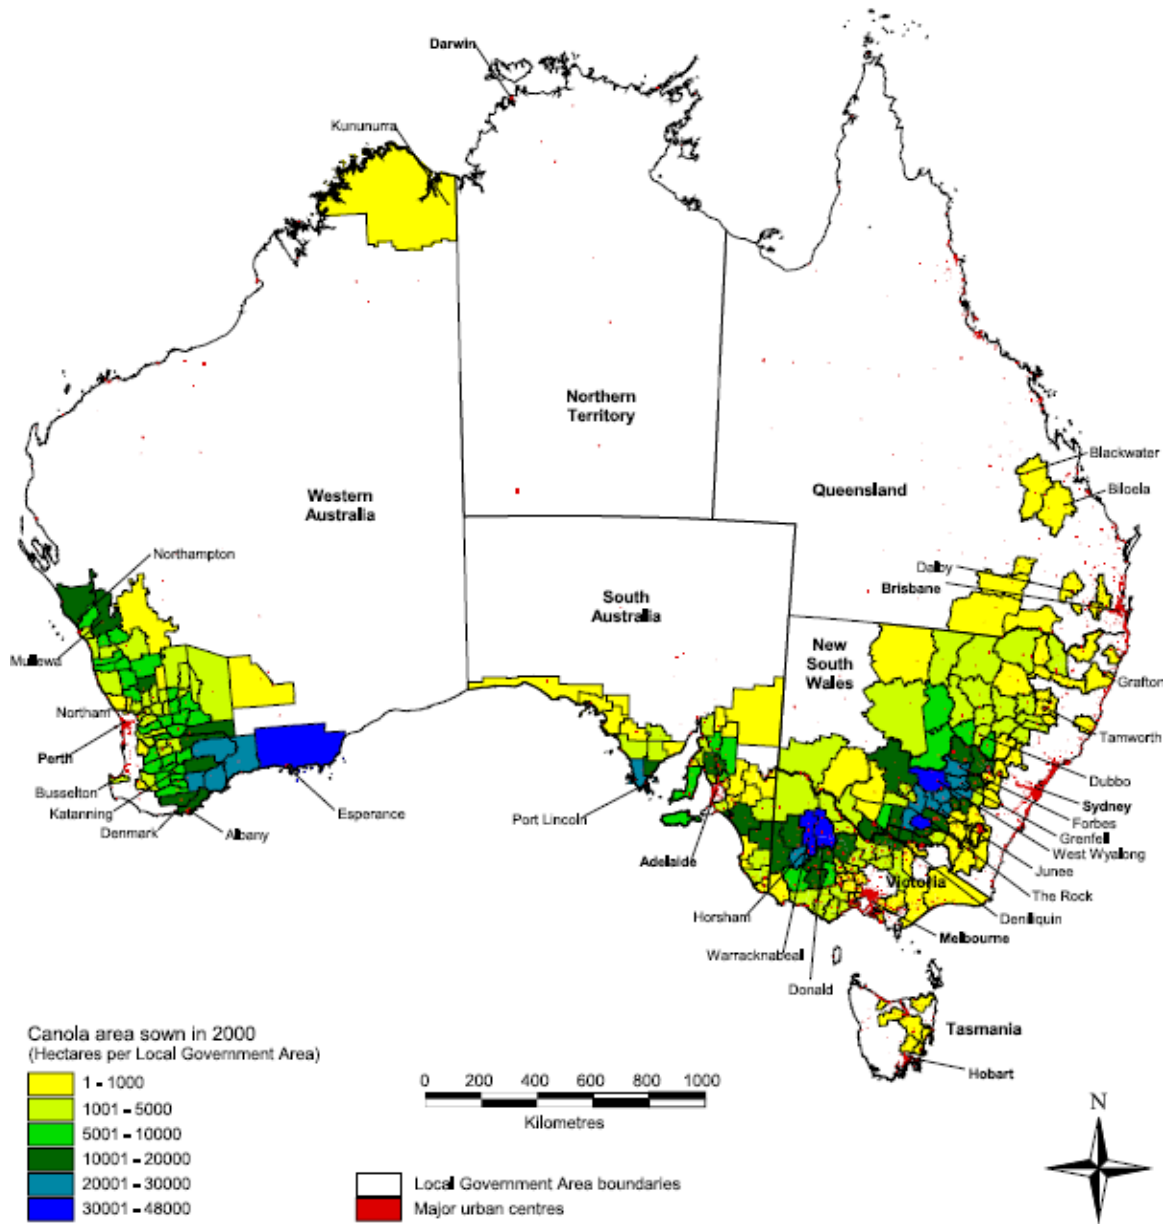 Darwin
Kununurra
Northern
Territory
Blackwater
Biloela
Queensland
Western
Australia
Northampton
Dalby
Brisbane
South
Australia
New
South
Wales
Mullewa
Grafton
Northam
Tamworth
Perth
Dubbo
Busselton
Sydney
Katanning
Esperance
Port Lincoln
Forbes
Denmark
Albany
Grenfell
Adelaide
West Wyalong
Junee
Victoria
The Rock
Horsham
Deniliquin
Melbourne
Warracknabeal
Donald
Tasmania
Hobart
Canola area sown in 2000
(Hectares per Local Government Area)
1 - 1000
1001 - 5000
5001 - 10000
10001 - 20000
20001 - 30000
30001 - 48000
0 200 400 600 800 1000
Kilometres
Local Government Area boundaries
Major urban centres
N